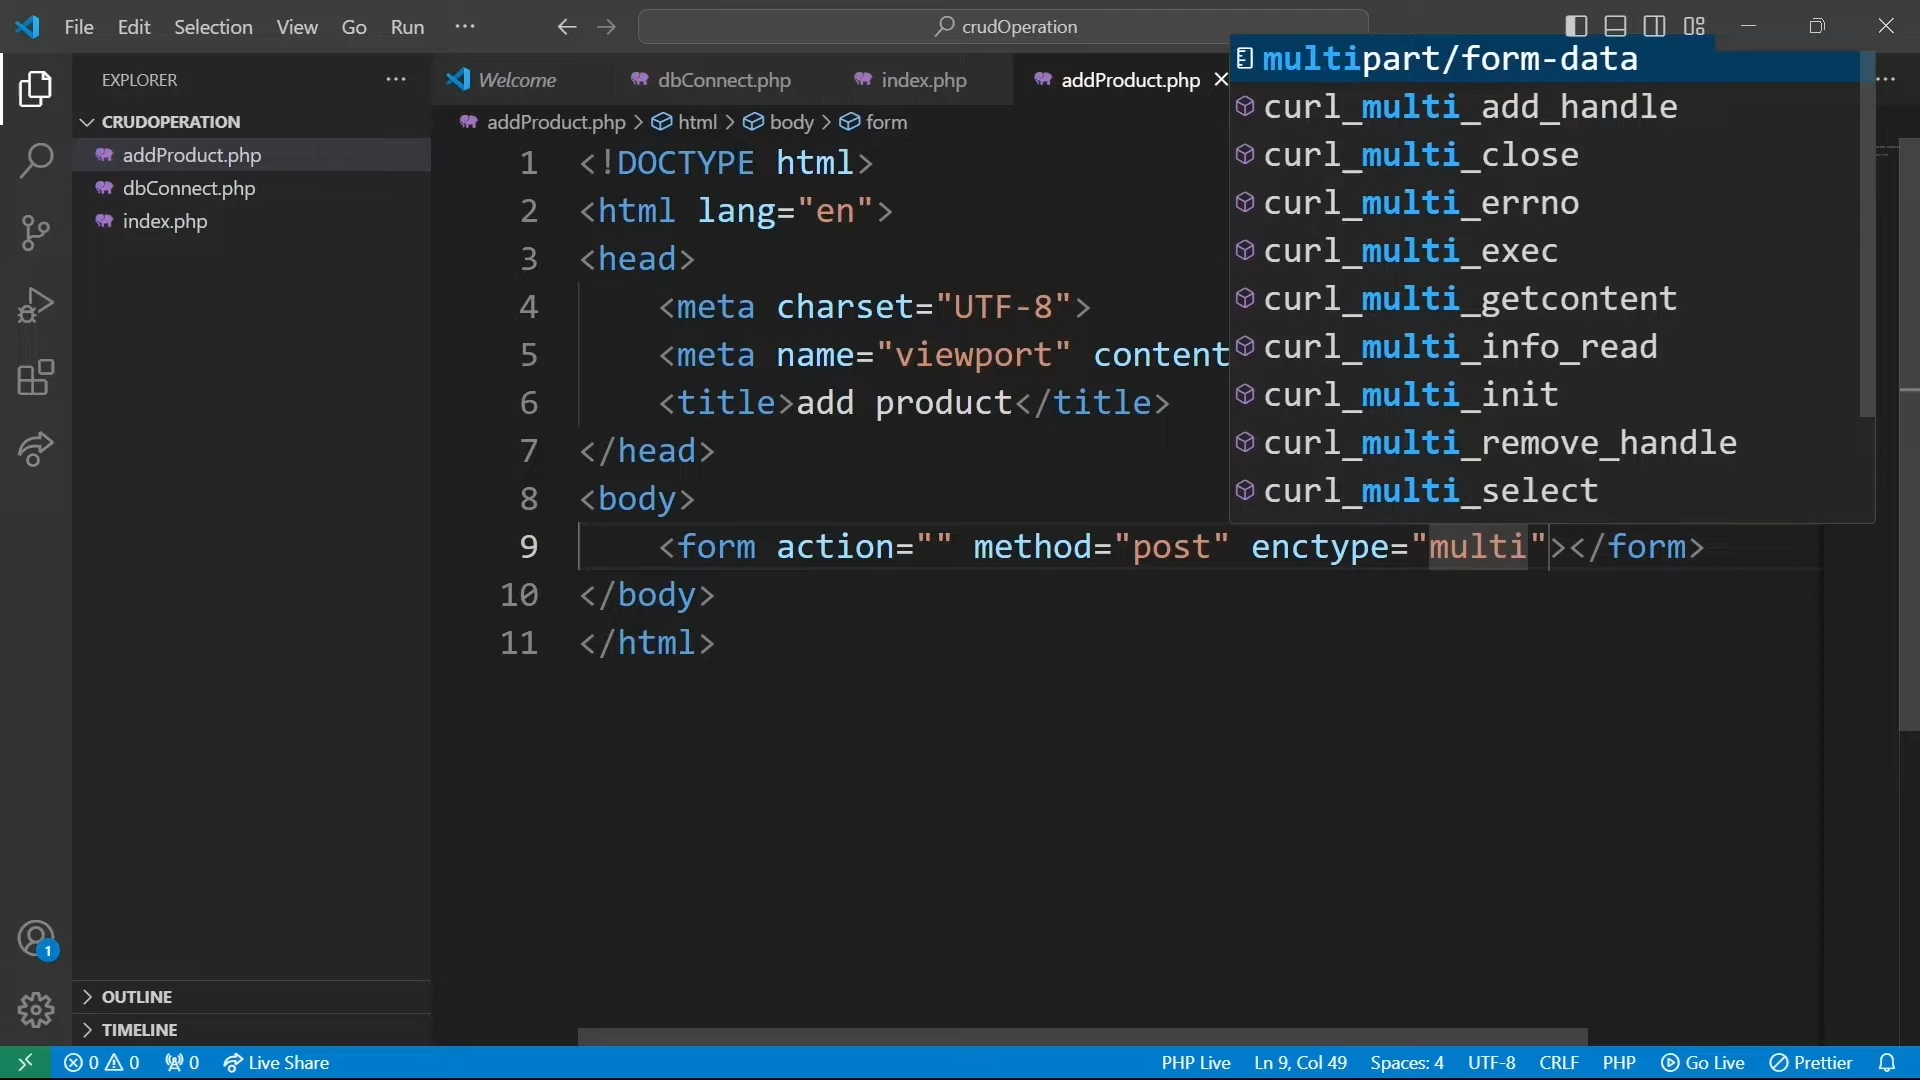 File Edit Selection View Go Run ···
crudOperation
EXPLORER
Welcome dbConnect.php index.php addProduct.php
CRUDOPERATION
addProduct.php
dbConnect.php
index.php
OUTLINE
TIMELINE
addProduct.php > html > body > form
1 <!DOCTYPE html>
2 <html lang="en">
3 <head>
4 <meta charset="UTF-8">
5 <meta name="viewport" content
6 <title>add product</title>
7 </head>
8 <body>
9 <form action="" method="post" enctype="multi"></form>
10 </body>
11 </html>
multipart/form-data
curl_multi_add_handle
curl_multi_close
curl_multi_errno
curl_multi_exec
curl_multi_getcontent
curl_multi_info_read
curl_multi_init
curl_multi_remove_handle
curl_multi_select
1
0 0 0 Live Share PHP Live Ln 9, Col 49 Spaces: 4 UTF-8 CRLF PHP Go Live Prettier